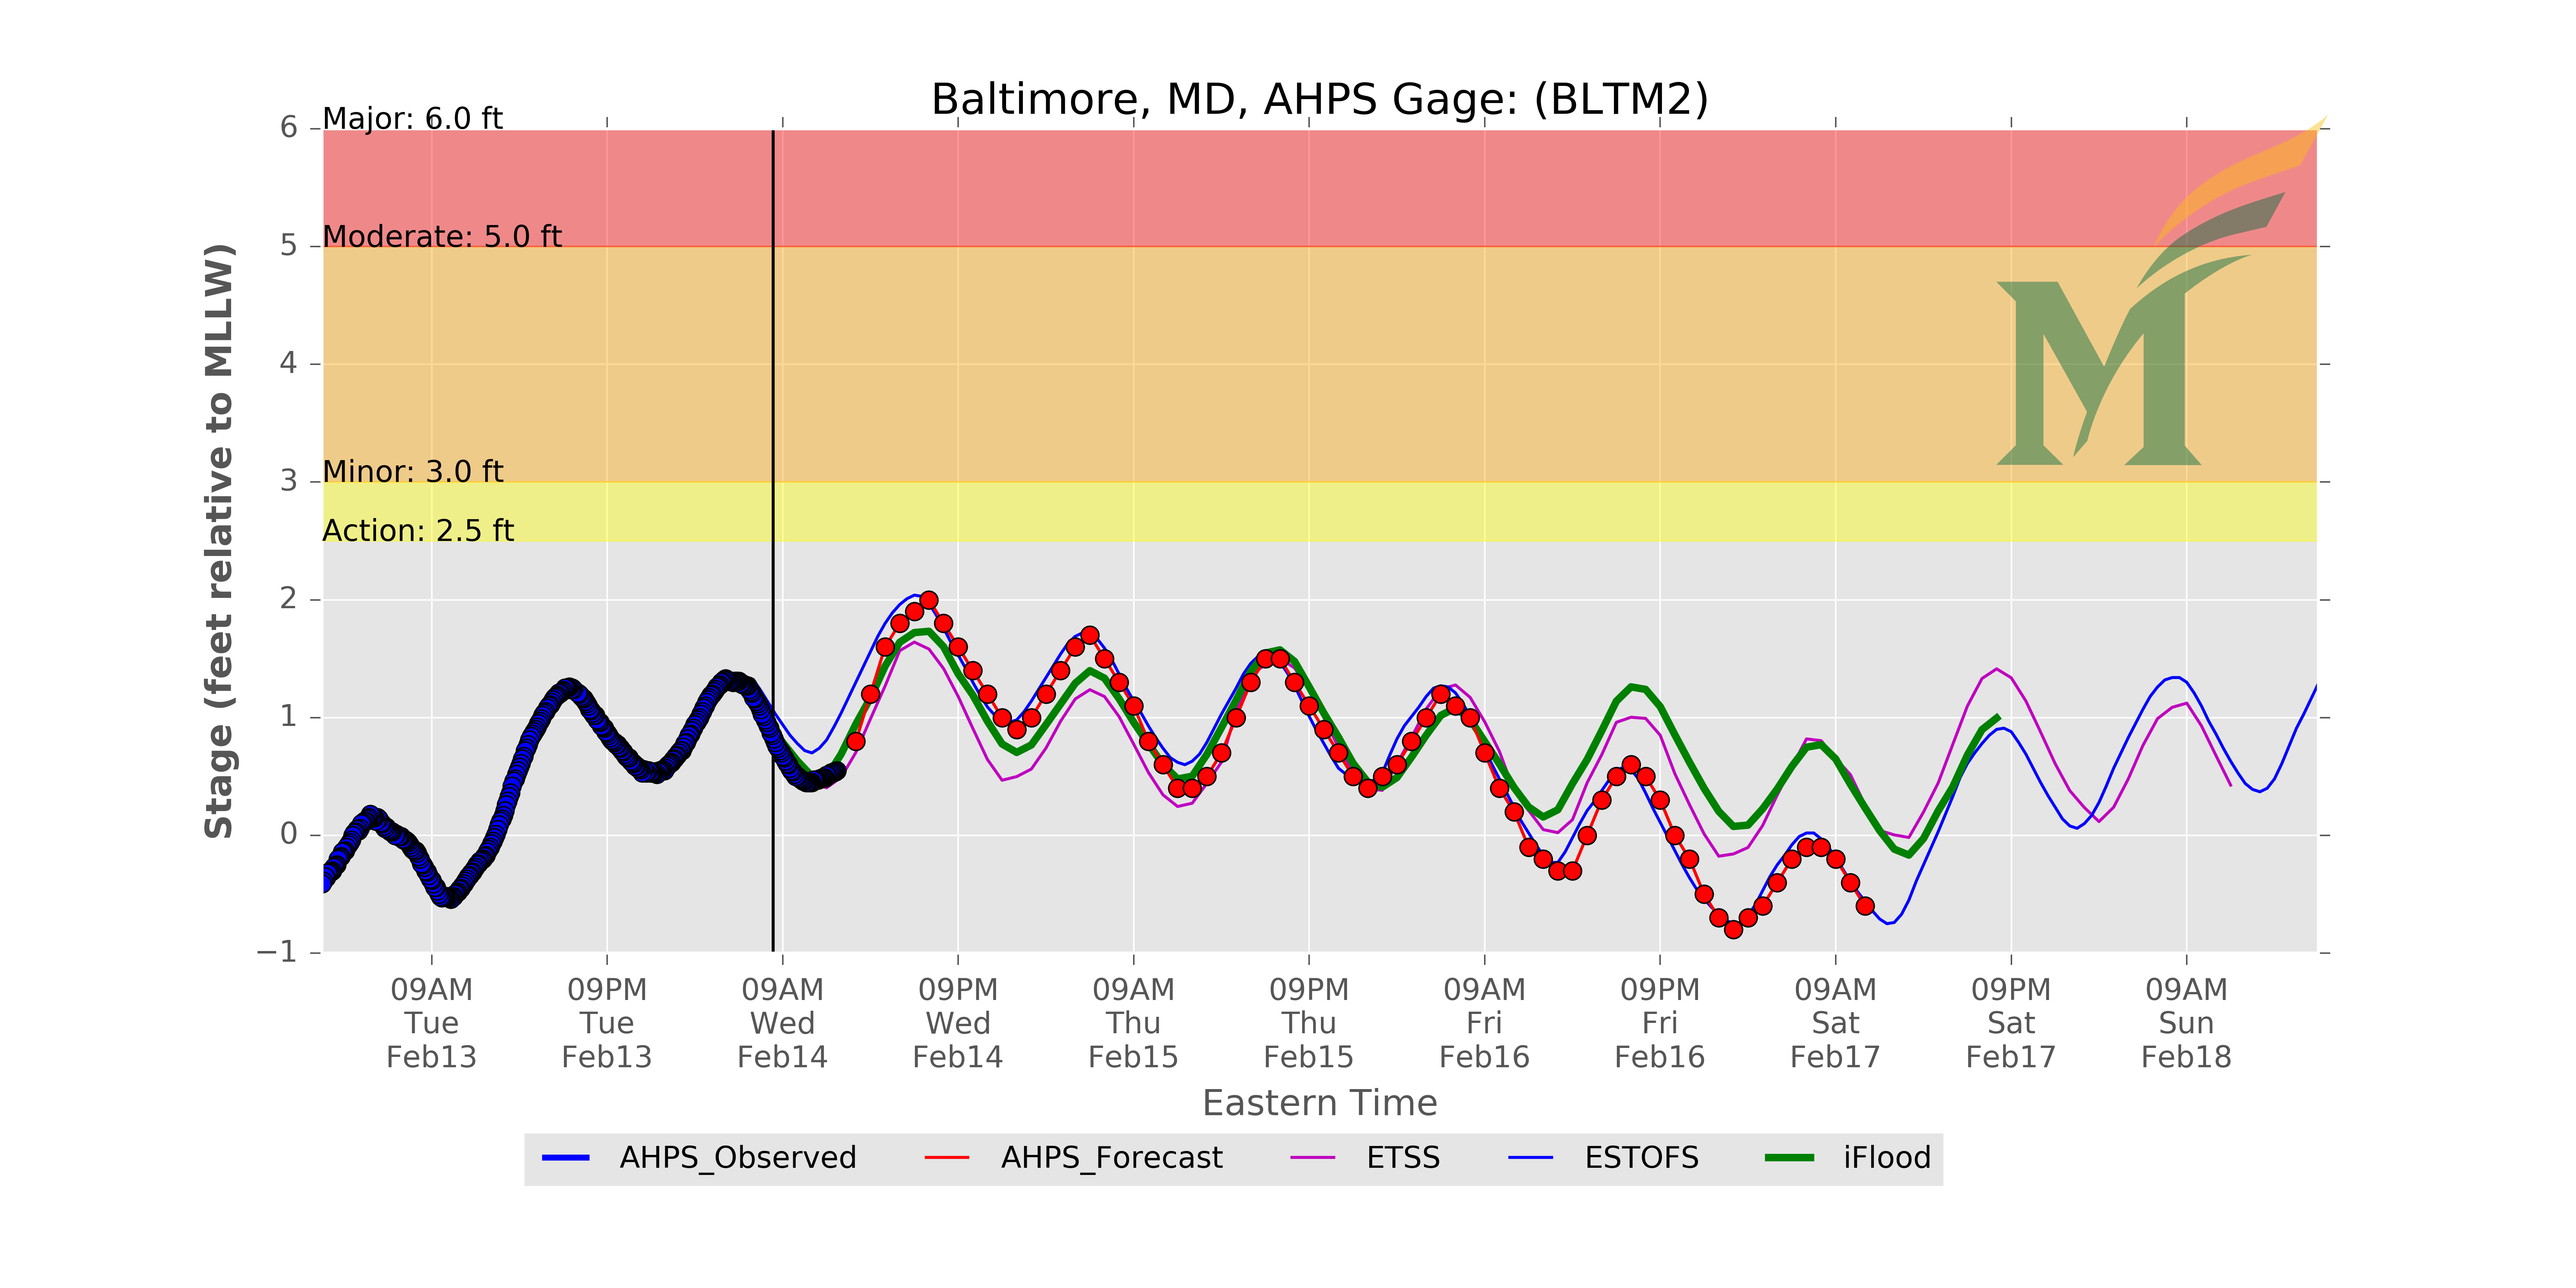 Baltimore, MD, AHPS Gage: (BLTM2)
Major: 6.0 ft
Moderate: 5.0 ft
Minor: 3.0 ft
Action: 2.5 ft
6
5
4
3
2
1
0
−1
Stage (feet relative to MLLW)
09AM 09PM 09AM 09PM 09AM 09PM 09AM 09PM 09AM 09PM 09AM
Tue Tue Wed Wed Thu Thu Fri Fri Sat Sat Sun
Feb13 Feb13 Feb14 Feb14 Feb15 Feb15 Feb16 Feb16 Feb17 Feb17 Feb18
Eastern Time
AHPS_Observed AHPS_Forecast ETSS ESTOFS iFlood
M